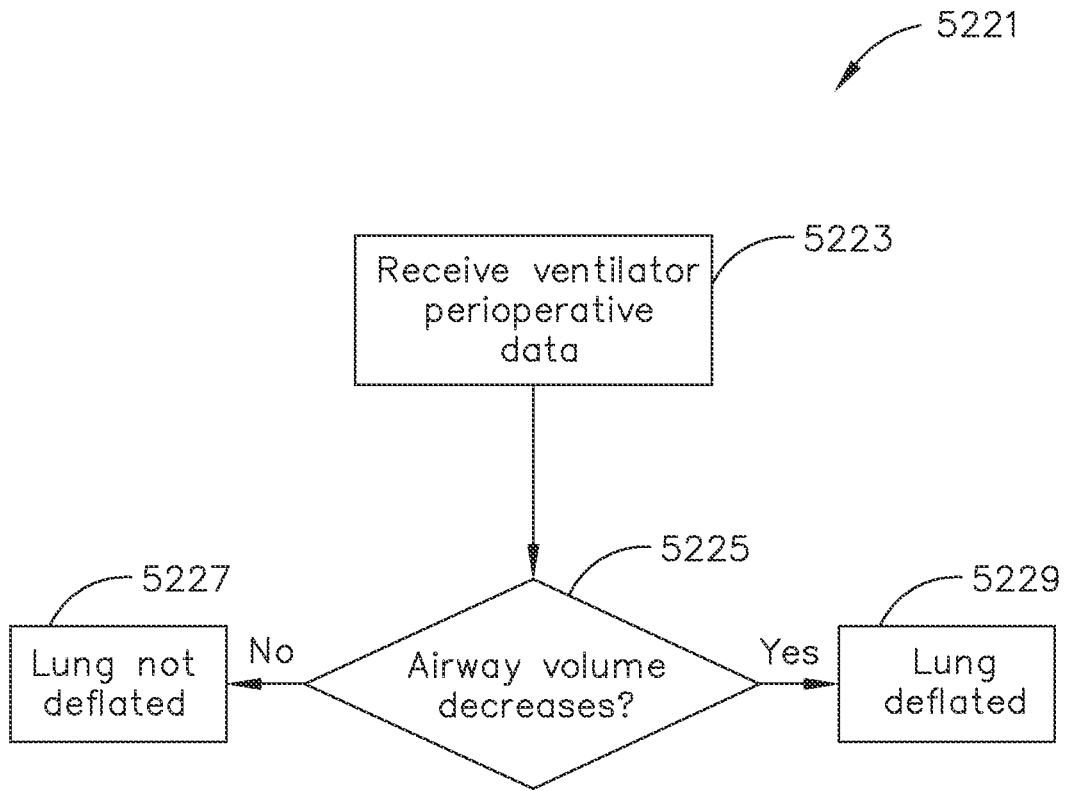 5221
5223
Receive ventilator
perioperative
data
5225
5227
5229
No
Yes
Lung not
deflated
Airway volume
decreases?
Lung
deflated